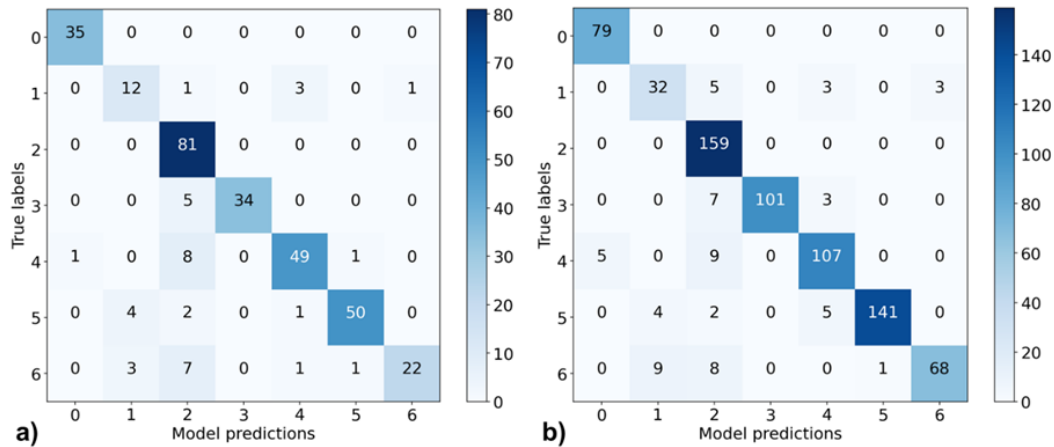 0 35 0 0 0 0 0 0
1 0 12 1 0 3 0 1
2 0 0 81 0 0 0 0
3 0 0 5 34 0 0 0
4 1 0 8 0 49 1 0
5 0 4 2 0 1 50 0
6 0 3 7 0 1 1 22
0 1 2 3 4 5 6
True labels
Model predictions
80
70
60
50
40
30
20
10
0
a)
0 79 0 0 0 0 0 0
1 0 32 5 0 3 0 3
2 0 0 159 0 0 0 0
3 0 0 7 101 3 0 0
4 5 0 9 0 107 0 0
5 0 4 2 0 5 141 0
6 0 9 8 0 0 1 68
0 1 2 3 4 5 6
True labels
Model predictions
140
120
100
80
60
40
20
0
b)